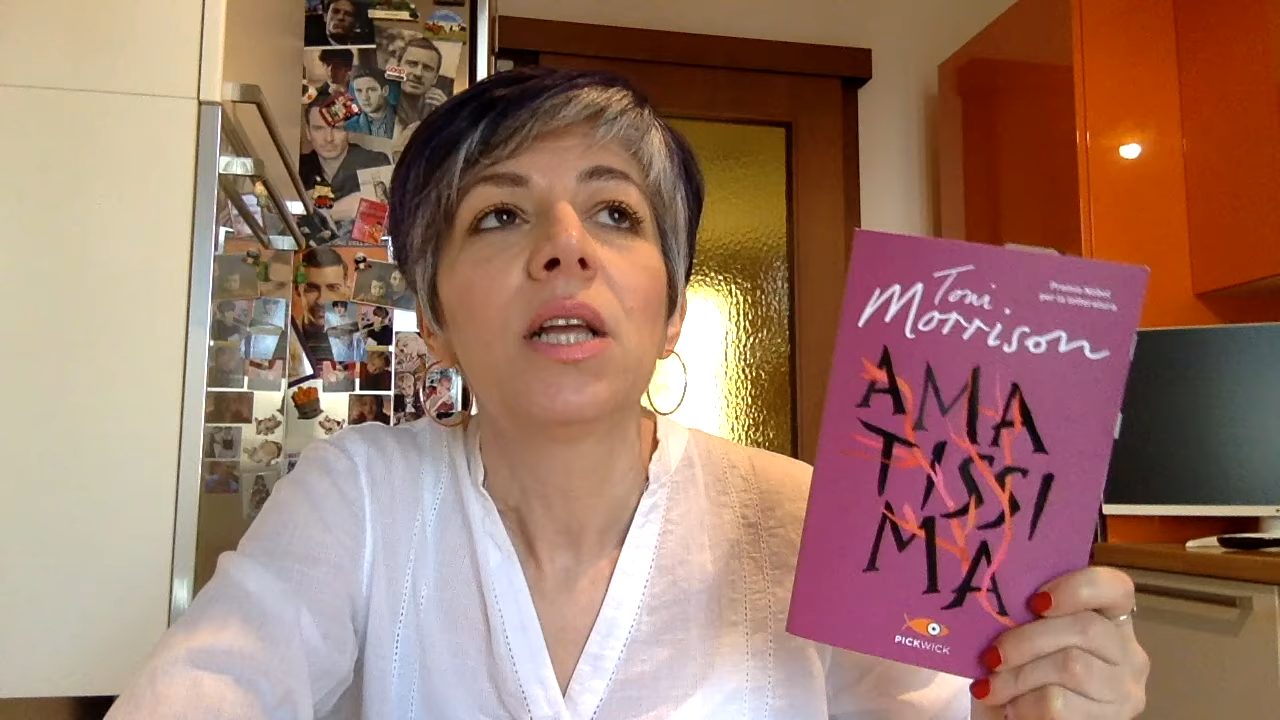 Toni
Morrison
Premio Nobel
per la letteratura
AMA
TISSI
MA
PICKWICK